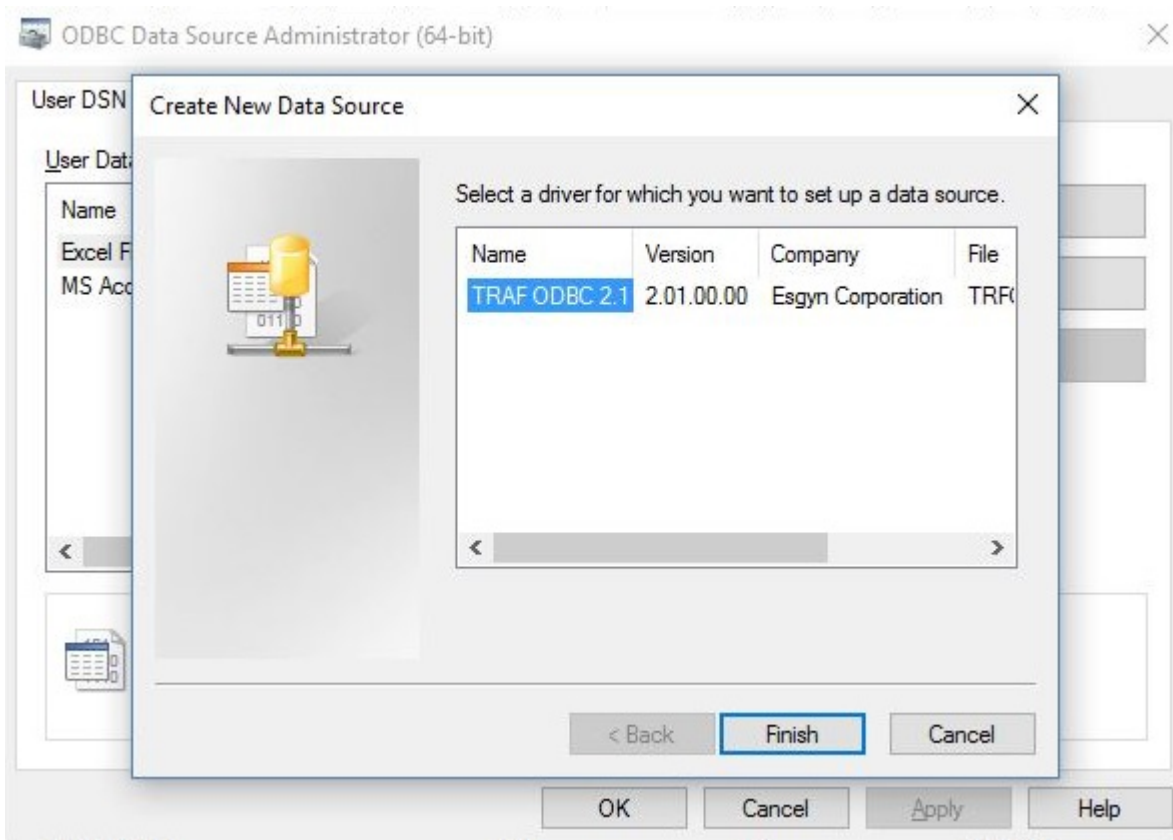 ODBC Data Source Administrator (64-bit)
User DSN
Create New Data Source
User Data
Select a driver for which you want to set up a data source.
Name
Name Version Company File
Excel F
TRAF ODBC 2.1 2.01.00.00 Esgyn Corporation TRFO
MS Acc
< Back Finish Cancel
OK Cancel Apply Help